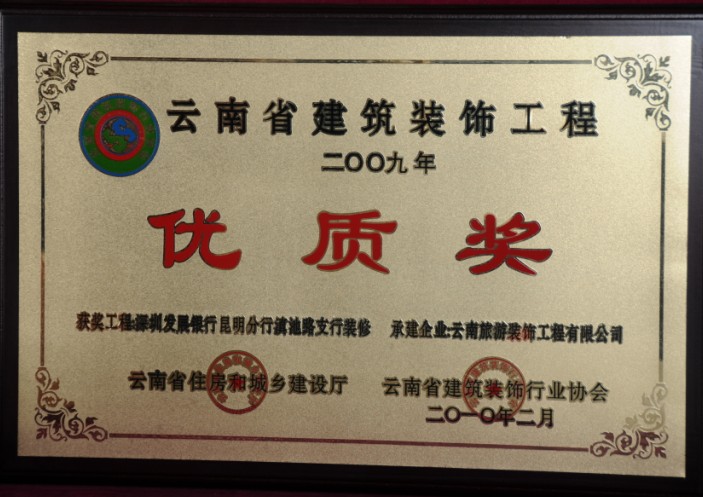 云南省建筑装饰工程
二〇〇九年
优质奖
获奖工程:深圳发展银行昆明分行滇池路支行装修 承建企业:云南旅游装饰工程有限公司
云南省住房和城乡建设厅 云南省建筑装饰行业协会
二〇一〇年二月